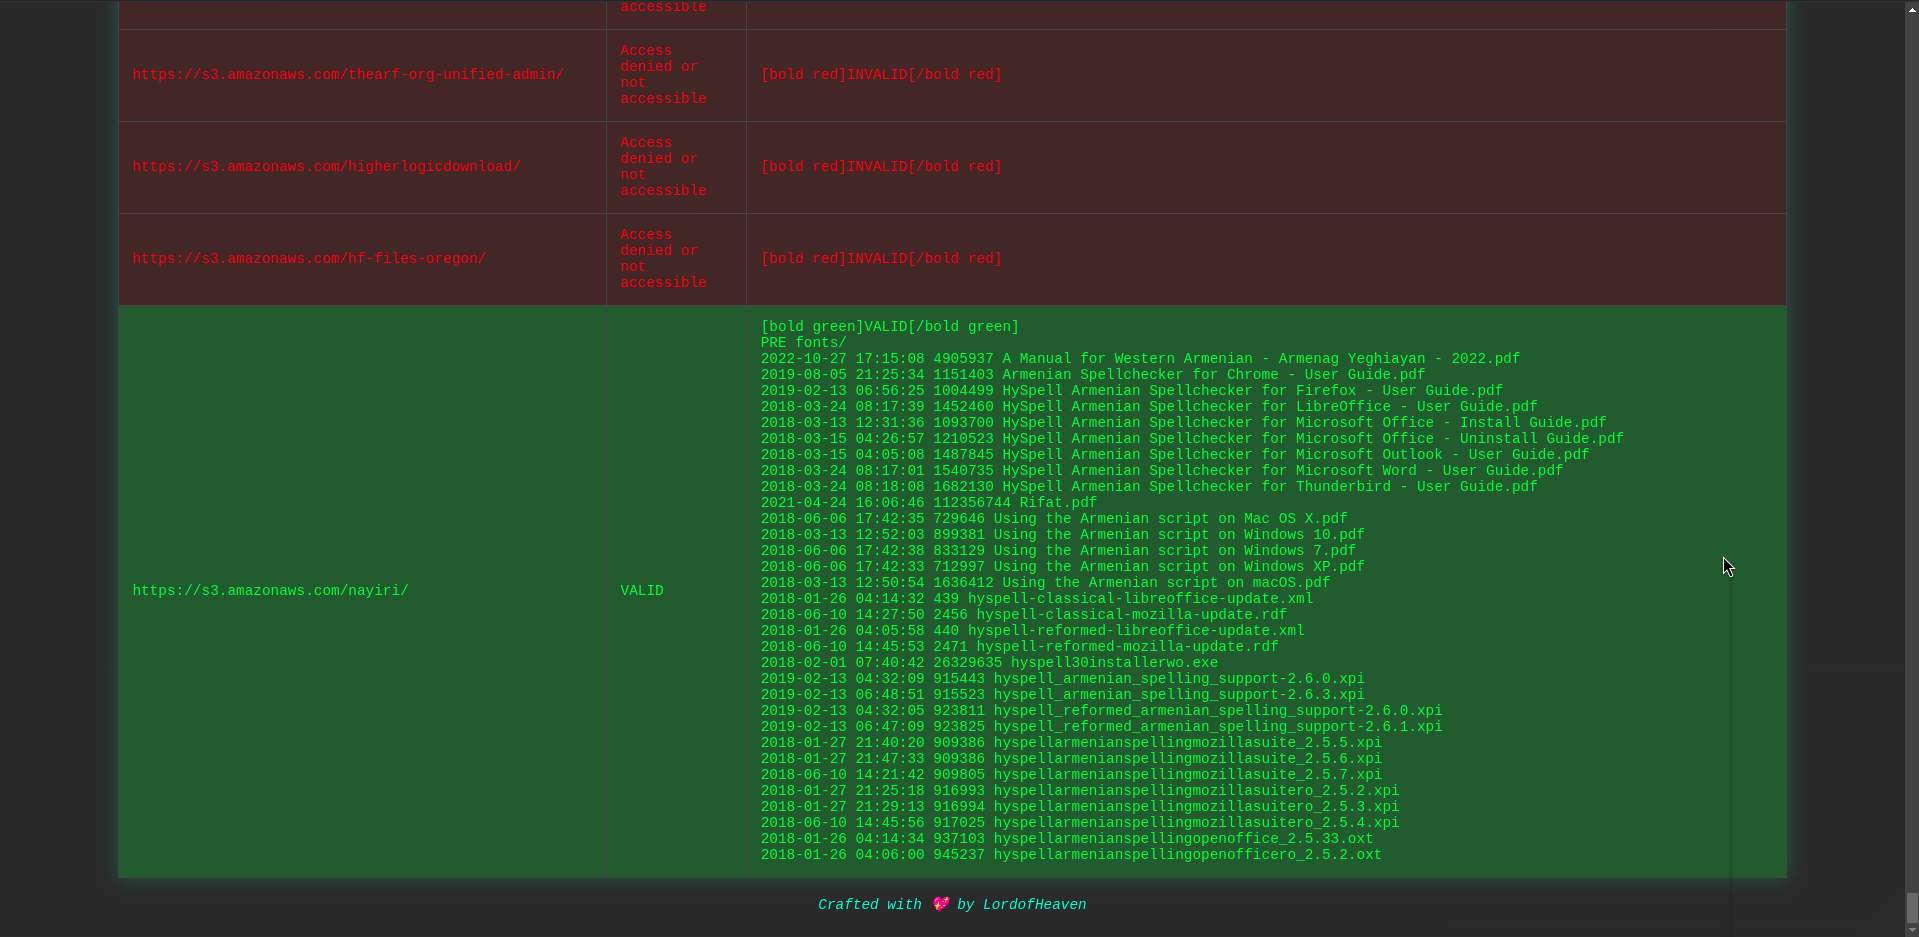 accessible
https://s3.amazonaws.com/thearf-org-unified-admin/
Access
denied or
not
accessible
[bold red]INVALID[/bold red]
https://s3.amazonaws.com/higherlogicdownload/
Access
denied or
not
accessible
[bold red]INVALID[/bold red]
https://s3.amazonaws.com/hf-files-oregon/
Access
denied or
not
accessible
[bold red]INVALID[/bold red]
https://s3.amazonaws.com/nayiri/
VALID
[bold green]VALID[/bold green]
PRE fonts/
2022-10-27 17:15:08 4905937 A Manual for Western Armenian - Armenag Yeghiayan - 2022.pdf
2019-08-05 21:25:34 1151403 Armenian Spellchecker for Chrome - User Guide.pdf
2019-02-13 06:56:25 1004499 HySpell Armenian Spellchecker for Firefox - User Guide.pdf
2018-03-24 08:17:39 1452460 HySpell Armenian Spellchecker for LibreOffice - User Guide.pdf
2018-03-13 12:31:36 1093700 HySpell Armenian Spellchecker for Microsoft Office - Install Guide.pdf
2018-03-15 04:26:57 1210523 HySpell Armenian Spellchecker for Microsoft Office - Uninstall Guide.pdf
2018-03-15 04:05:08 1487845 HySpell Armenian Spellchecker for Microsoft Outlook - User Guide.pdf
2018-03-24 08:17:01 1540735 HySpell Armenian Spellchecker for Microsoft Word - User Guide.pdf
2018-03-24 08:18:08 1682130 HySpell Armenian Spellchecker for Thunderbird - User Guide.pdf
2021-04-24 16:06:46 112356744 Rifat.pdf
2018-06-06 17:42:35 729646 Using the Armenian script on Mac OS X.pdf
2018-03-13 12:52:03 899381 Using the Armenian script on Windows 10.pdf
2018-06-06 17:42:38 833129 Using the Armenian script on Windows 7.pdf
2018-06-06 17:42:33 712997 Using the Armenian script on Windows XP.pdf
2018-03-13 12:50:54 1636412 Using the Armenian script on macOS.pdf
2018-01-26 04:14:32 439 hyspell-classical-libreoffice-update.xml
2018-06-10 14:27:50 2456 hyspell-classical-mozilla-update.rdf
2018-01-26 04:05:58 440 hyspell-reformed-libreoffice-update.xml
2018-06-10 14:45:53 2471 hyspell-reformed-mozilla-update.rdf
2018-02-01 07:40:42 26329635 hyspell30installerwo.exe
2019-02-13 04:32:09 915443 hyspell_armenian_spelling_support-2.6.0.xpi
2019-02-13 06:48:51 915523 hyspell_armenian_spelling_support-2.6.3.xpi
2019-02-13 04:32:05 923811 hyspell_reformed_armenian_spelling_support-2.6.0.xpi
2019-02-13 06:47:09 923825 hyspell_reformed_armenian_spelling_support-2.6.1.xpi
2018-01-27 21:40:20 909386 hyspellarmenianspellingmozillasuite_2.5.5.xpi
2018-01-27 21:47:33 909386 hyspellarmenianspellingmozillasuite_2.5.6.xpi
2018-06-10 14:21:42 909805 hyspellarmenianspellingmozillasuite_2.5.7.xpi
2018-01-27 21:25:18 916993 hyspellarmenianspellingmozillasuitero_2.5.2.xpi
2018-01-27 21:29:13 916994 hyspellarmenianspellingmozillasuitero_2.5.3.xpi
2018-06-10 14:45:56 917025 hyspellarmenianspellingmozillasuitero_2.5.4.xpi
2018-01-26 04:14:34 937103 hyspellarmenianspellingopenoffice_2.5.33.oxt
2018-01-26 04:06:00 945237 hyspellarmenianspellingopenofficero_2.5.2.oxt
Crafted with 💖 by LordofHeaven